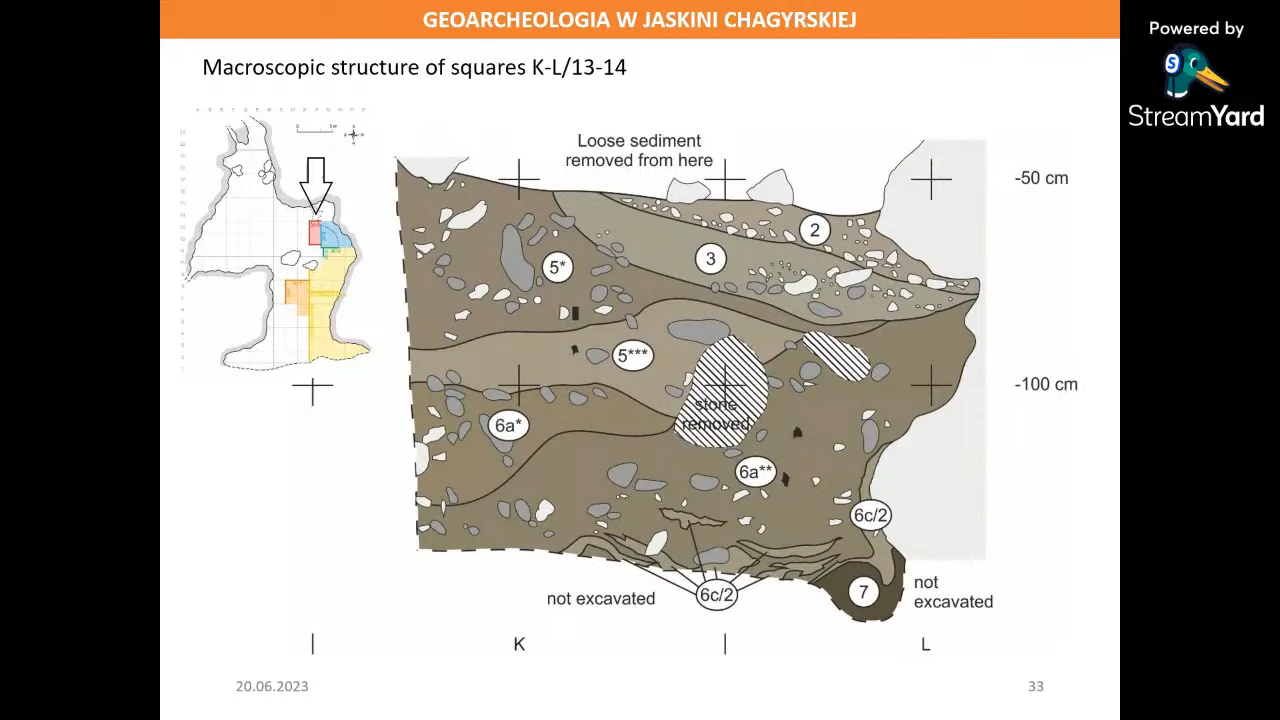 GEOARCHEOLOGIA W JASKINI CHAGYRSKIEJ
Powered by
StreamYard
Macroscopic structure of squares K-L/13-14
Loose sediment
removed from here
-50 cm
2
3
5*
5***
-100 cm
stone
removed
6a*
6a**
6c/2
not
excavated
7
not excavated
6c/2
K
L
20.06.2023
33